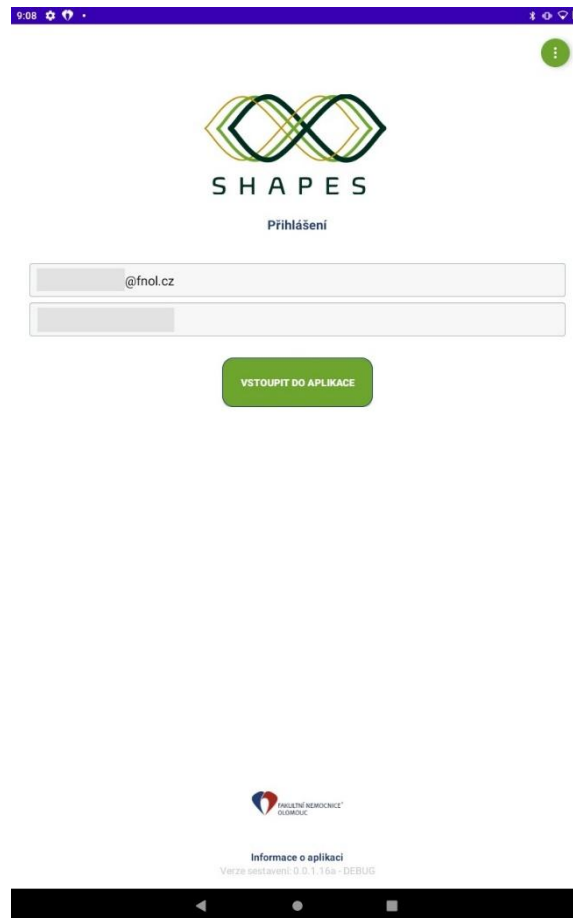 9:08
SHAPES
Přihlášení
@fnol.cz
VSTOUPIT DO APLIKACE
FAKULTNÍ NEMOCNICE
OLOMOUC
Informace o aplikaci
Verze sestavení: 0.0.1.16a - DEBUG